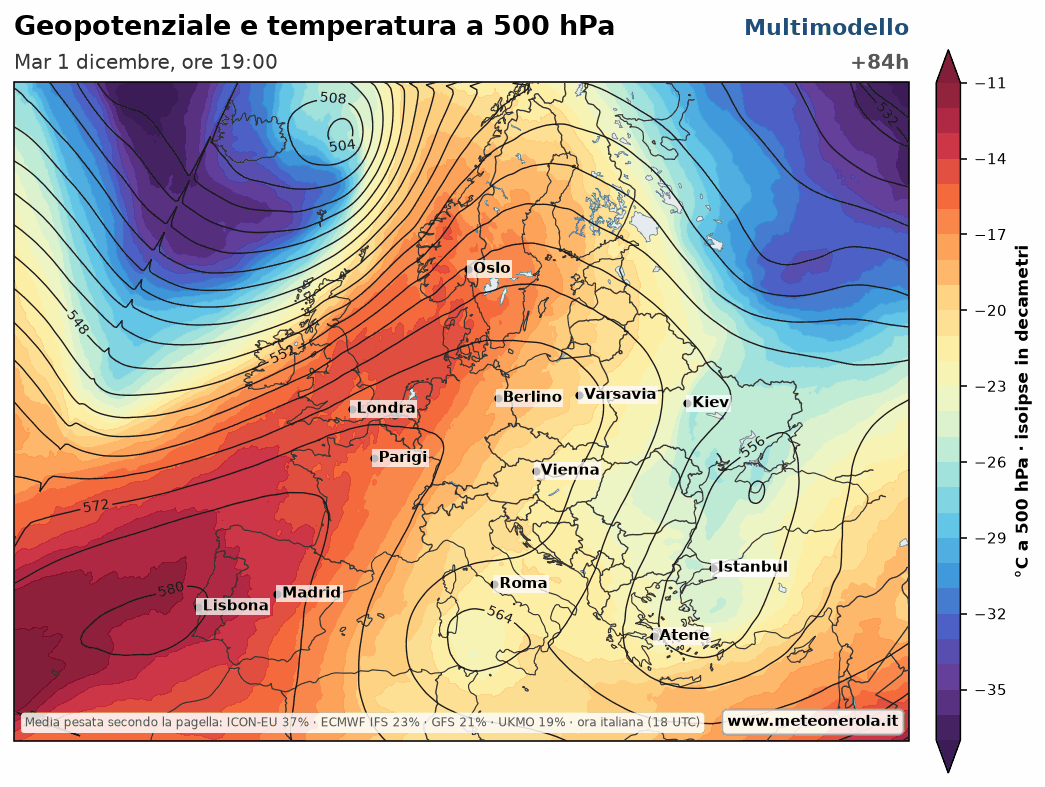 Geopotenziale e temperatura a 500 hPa
Multimodello
Mar 1 dicembre, ore 19:00
+84h
508
504
532
548
552
556
572
580
564
Oslo
Londra
Berlino
Varsavia
Kiev
Parigi
Vienna
Istanbul
Roma
Madrid
Lisbona
Atene
−11
−14
−17
−20
−23
−26
−29
−32
−35
°C a 500 hPa · isoipse in decametri
Media pesata secondo la pagella: ICON-EU 37% · ECMWF IFS 23% · GFS 21% · UKMO 19% · ora italiana (18 UTC)
www.meteonerola.it